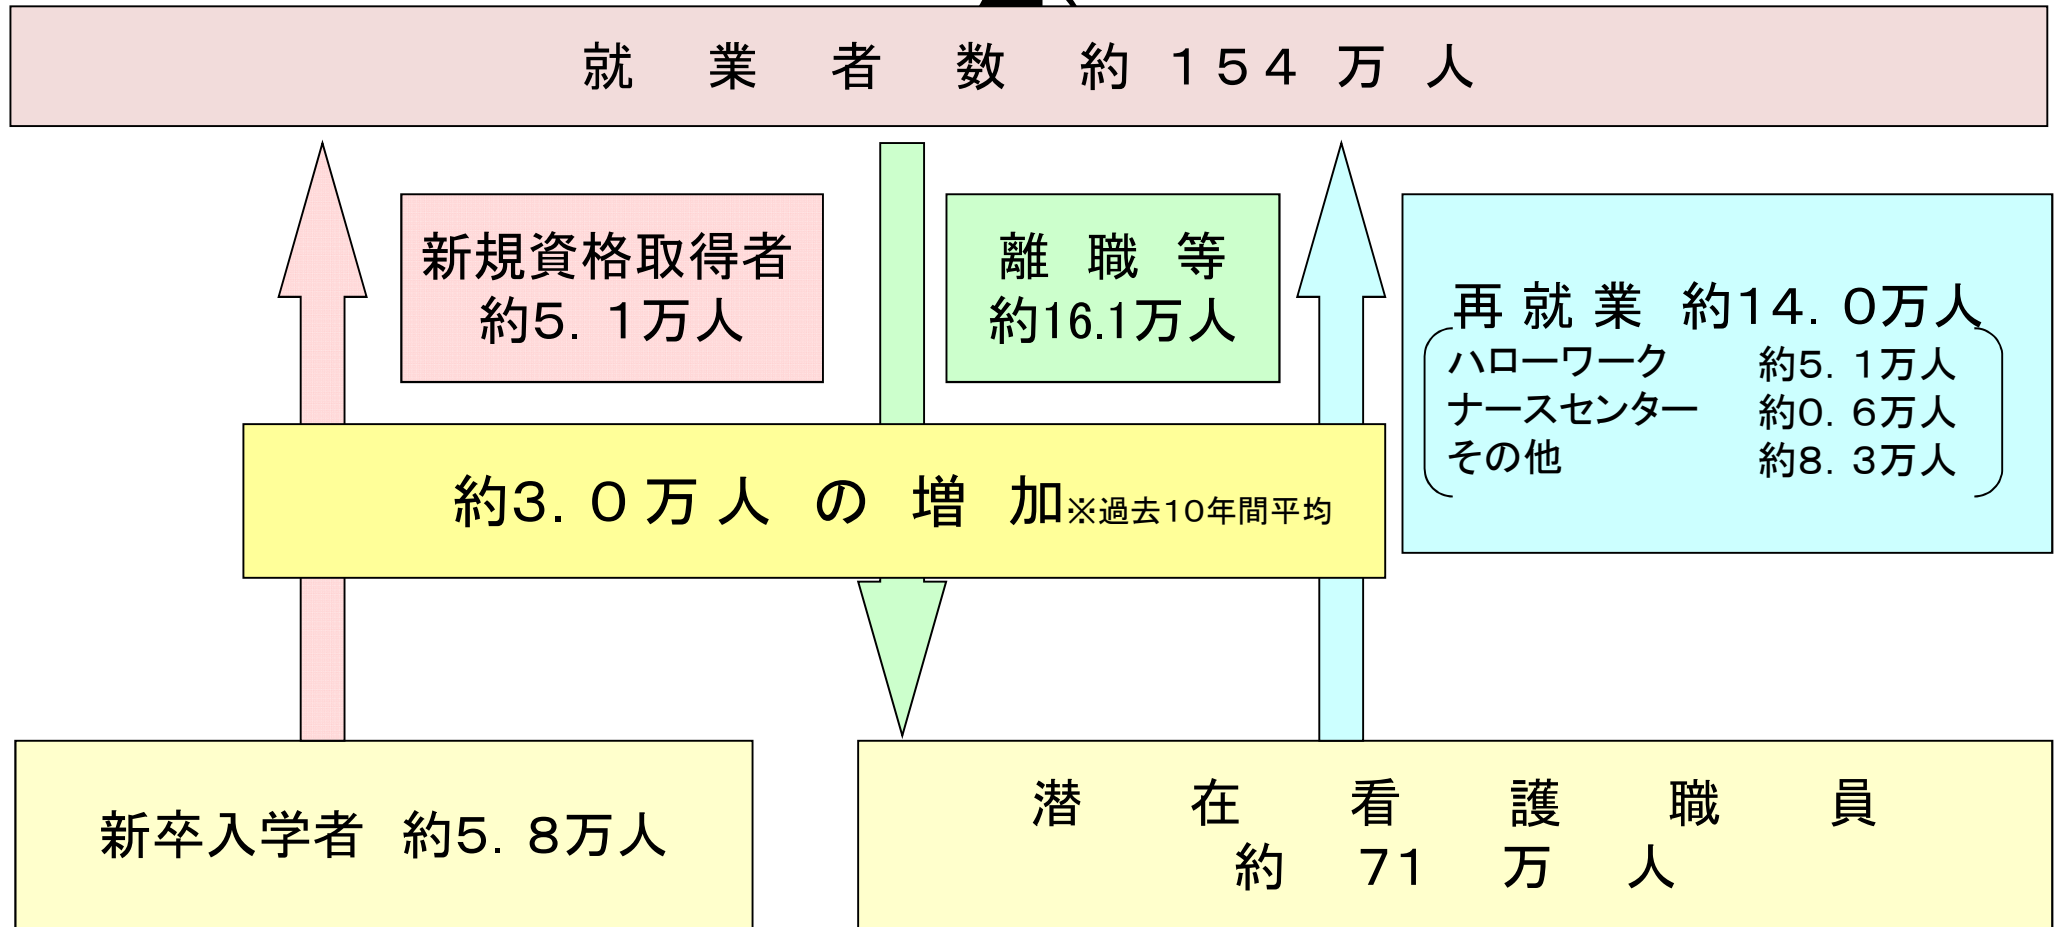 就　業　者　数　約　１５４　万　人
新規資格取得者
約５．１万人
離　職　等
約16.1万人
再 就 業　約１４．０万人
ハローワーク　約５．１万人
ナースセンター　約０．６万人
その他　約８．３万人
約３．０ 万 人　の　増　加※過去１０年間平均
新卒入学者　約５．８万人
潜　在　看　護　職　員
約　７１　万　人